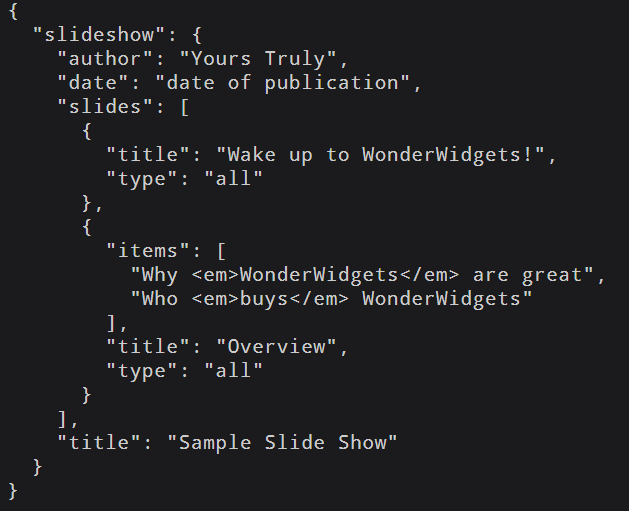 {
  "slideshow": {
    "author": "Yours Truly",
    "date": "date of publication",
    "slides": [
      {
        "title": "Wake up to WonderWidgets!",
        "type": "all"
      },
      {
        "items": [
          "Why <em>WonderWidgets</em> are great",
          "Who <em>buys</em> WonderWidgets"
        ],
        "title": "Overview",
        "type": "all"
      }
    ],
    "title": "Sample Slide Show"
  }
}